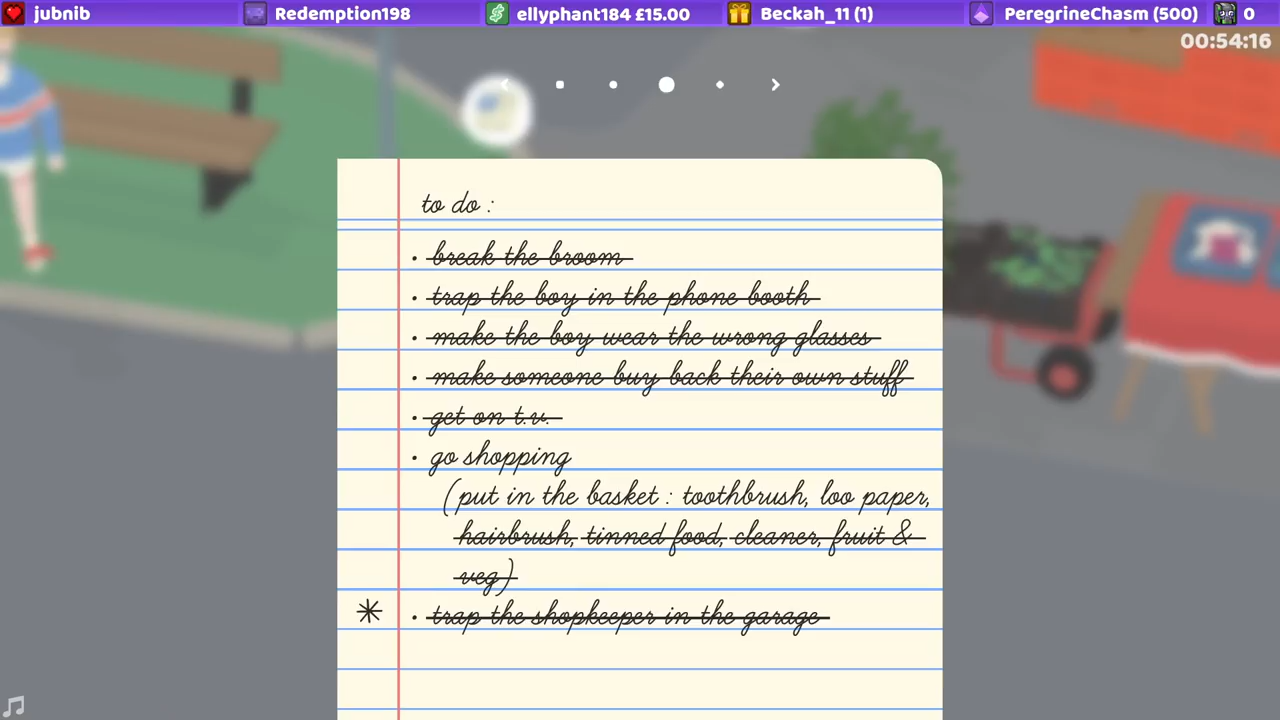 jubnib Redemption198 ellyphant184 £15.00 Beckah_11 (1) PeregrineChasm (500) 0
00:54:16
to do :
• break the broom
• trap the boy in the phone booth
• make the boy wear the wrong glasses
• make someone buy back their own stuff
• get on t.v.
• go shopping
(put in the basket : toothbrush, loo paper,
hairbrush, tinned food, cleaner, fruit &
veg)
• trap the shopkeeper in the garage